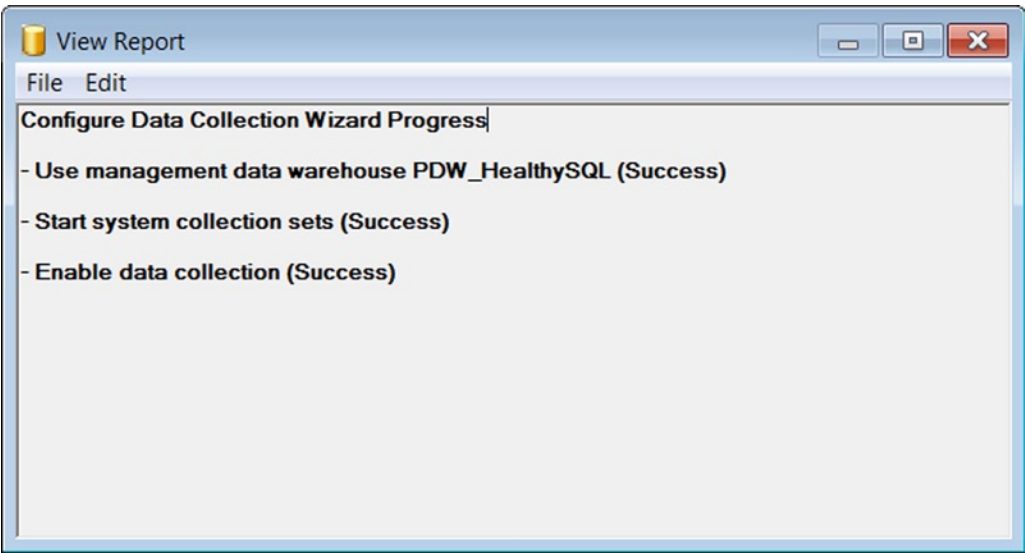 View Report
File Edit
Configure Data Collection Wizard Progress
- Use management data warehouse PDW_HealthySQL (Success)
- Start system collection sets (Success)
- Enable data collection (Success)